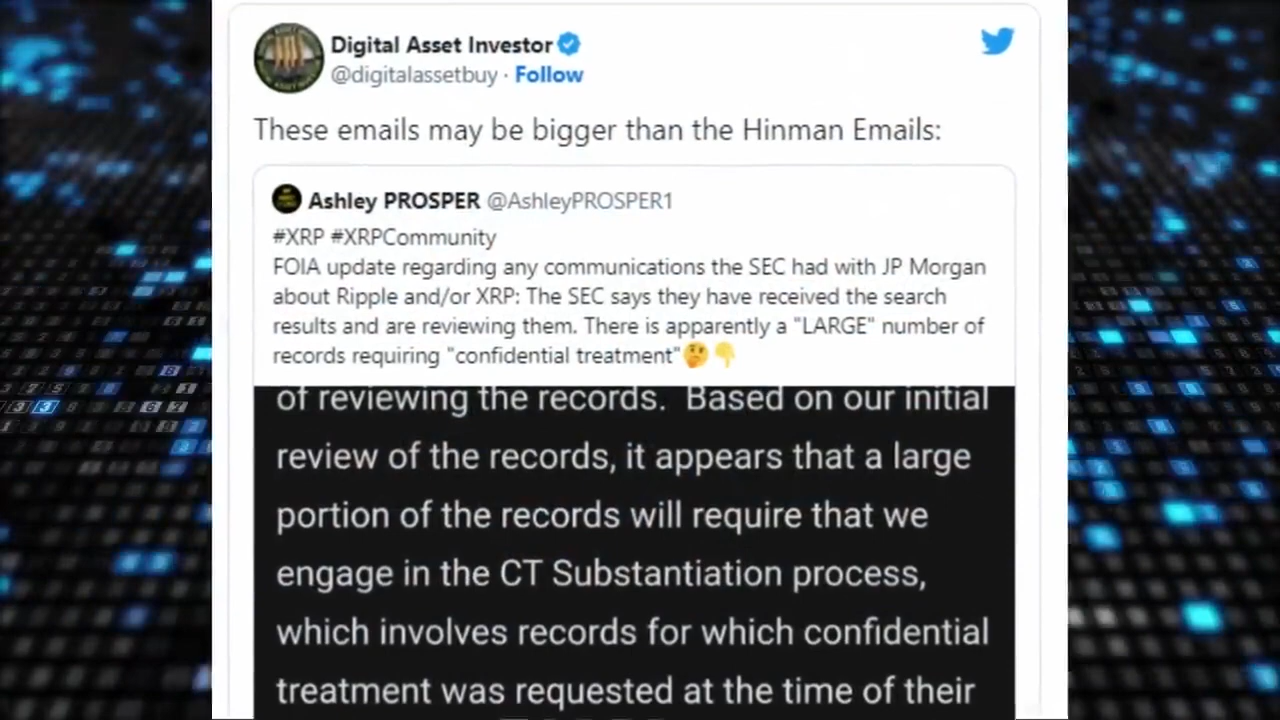 Digital Asset Investor
@digitalassetbuy · Follow
These emails may be bigger than the Hinman Emails:
Ashley PROSPER @AshleyPROSPER1
#XRP #XRPCommunity
FOIA update regarding any communications the SEC had with JP Morgan
about Ripple and/or XRP: The SEC says they have received the search
results and are reviewing them. There is apparently a "LARGE" number of
records requiring "confidential treatment"🤔👇
of reviewing the records. Based on our initial
review of the records, it appears that a large
portion of the records will require that we
engage in the CT Substantiation process,
which involves records for which confidential
treatment was requested at the time of their